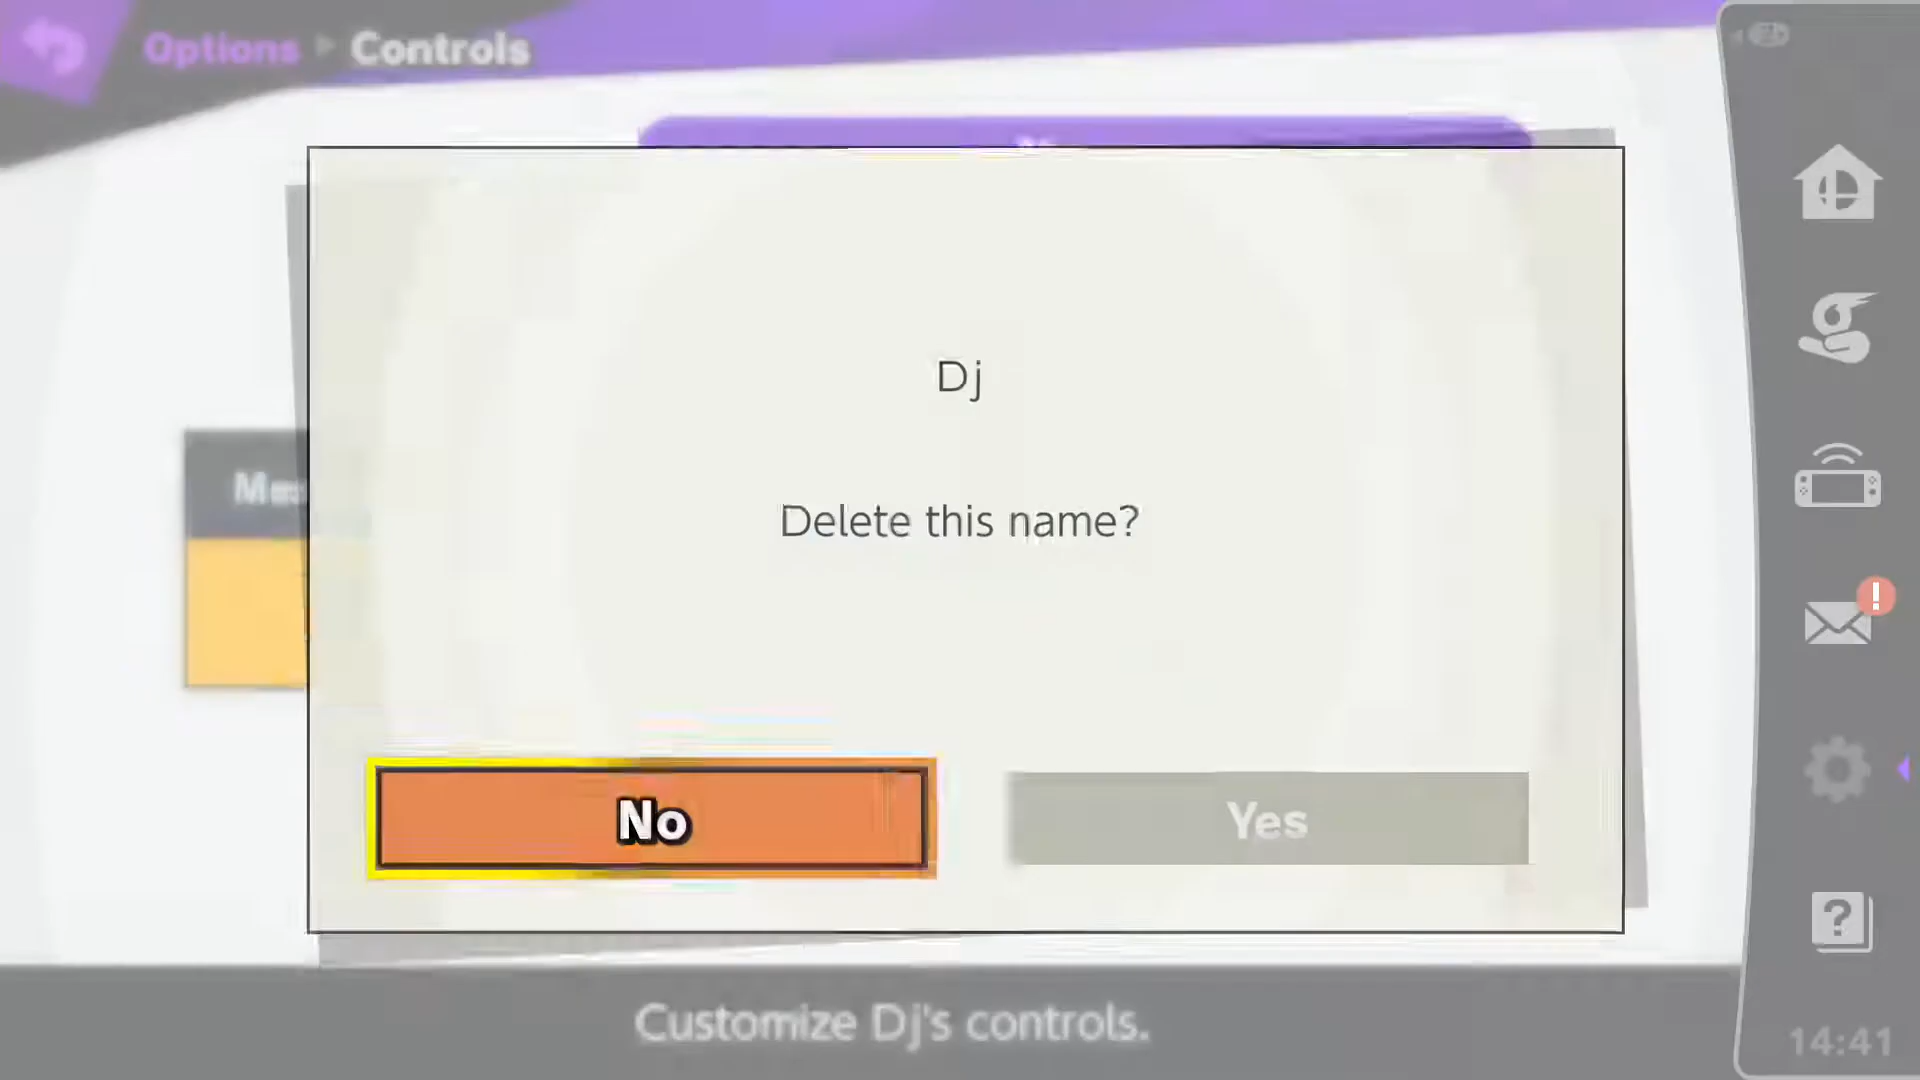 Options ▶ Controls
Dj
Delete this name?
No
Yes
!
?
Customize Dj's controls.
14:41